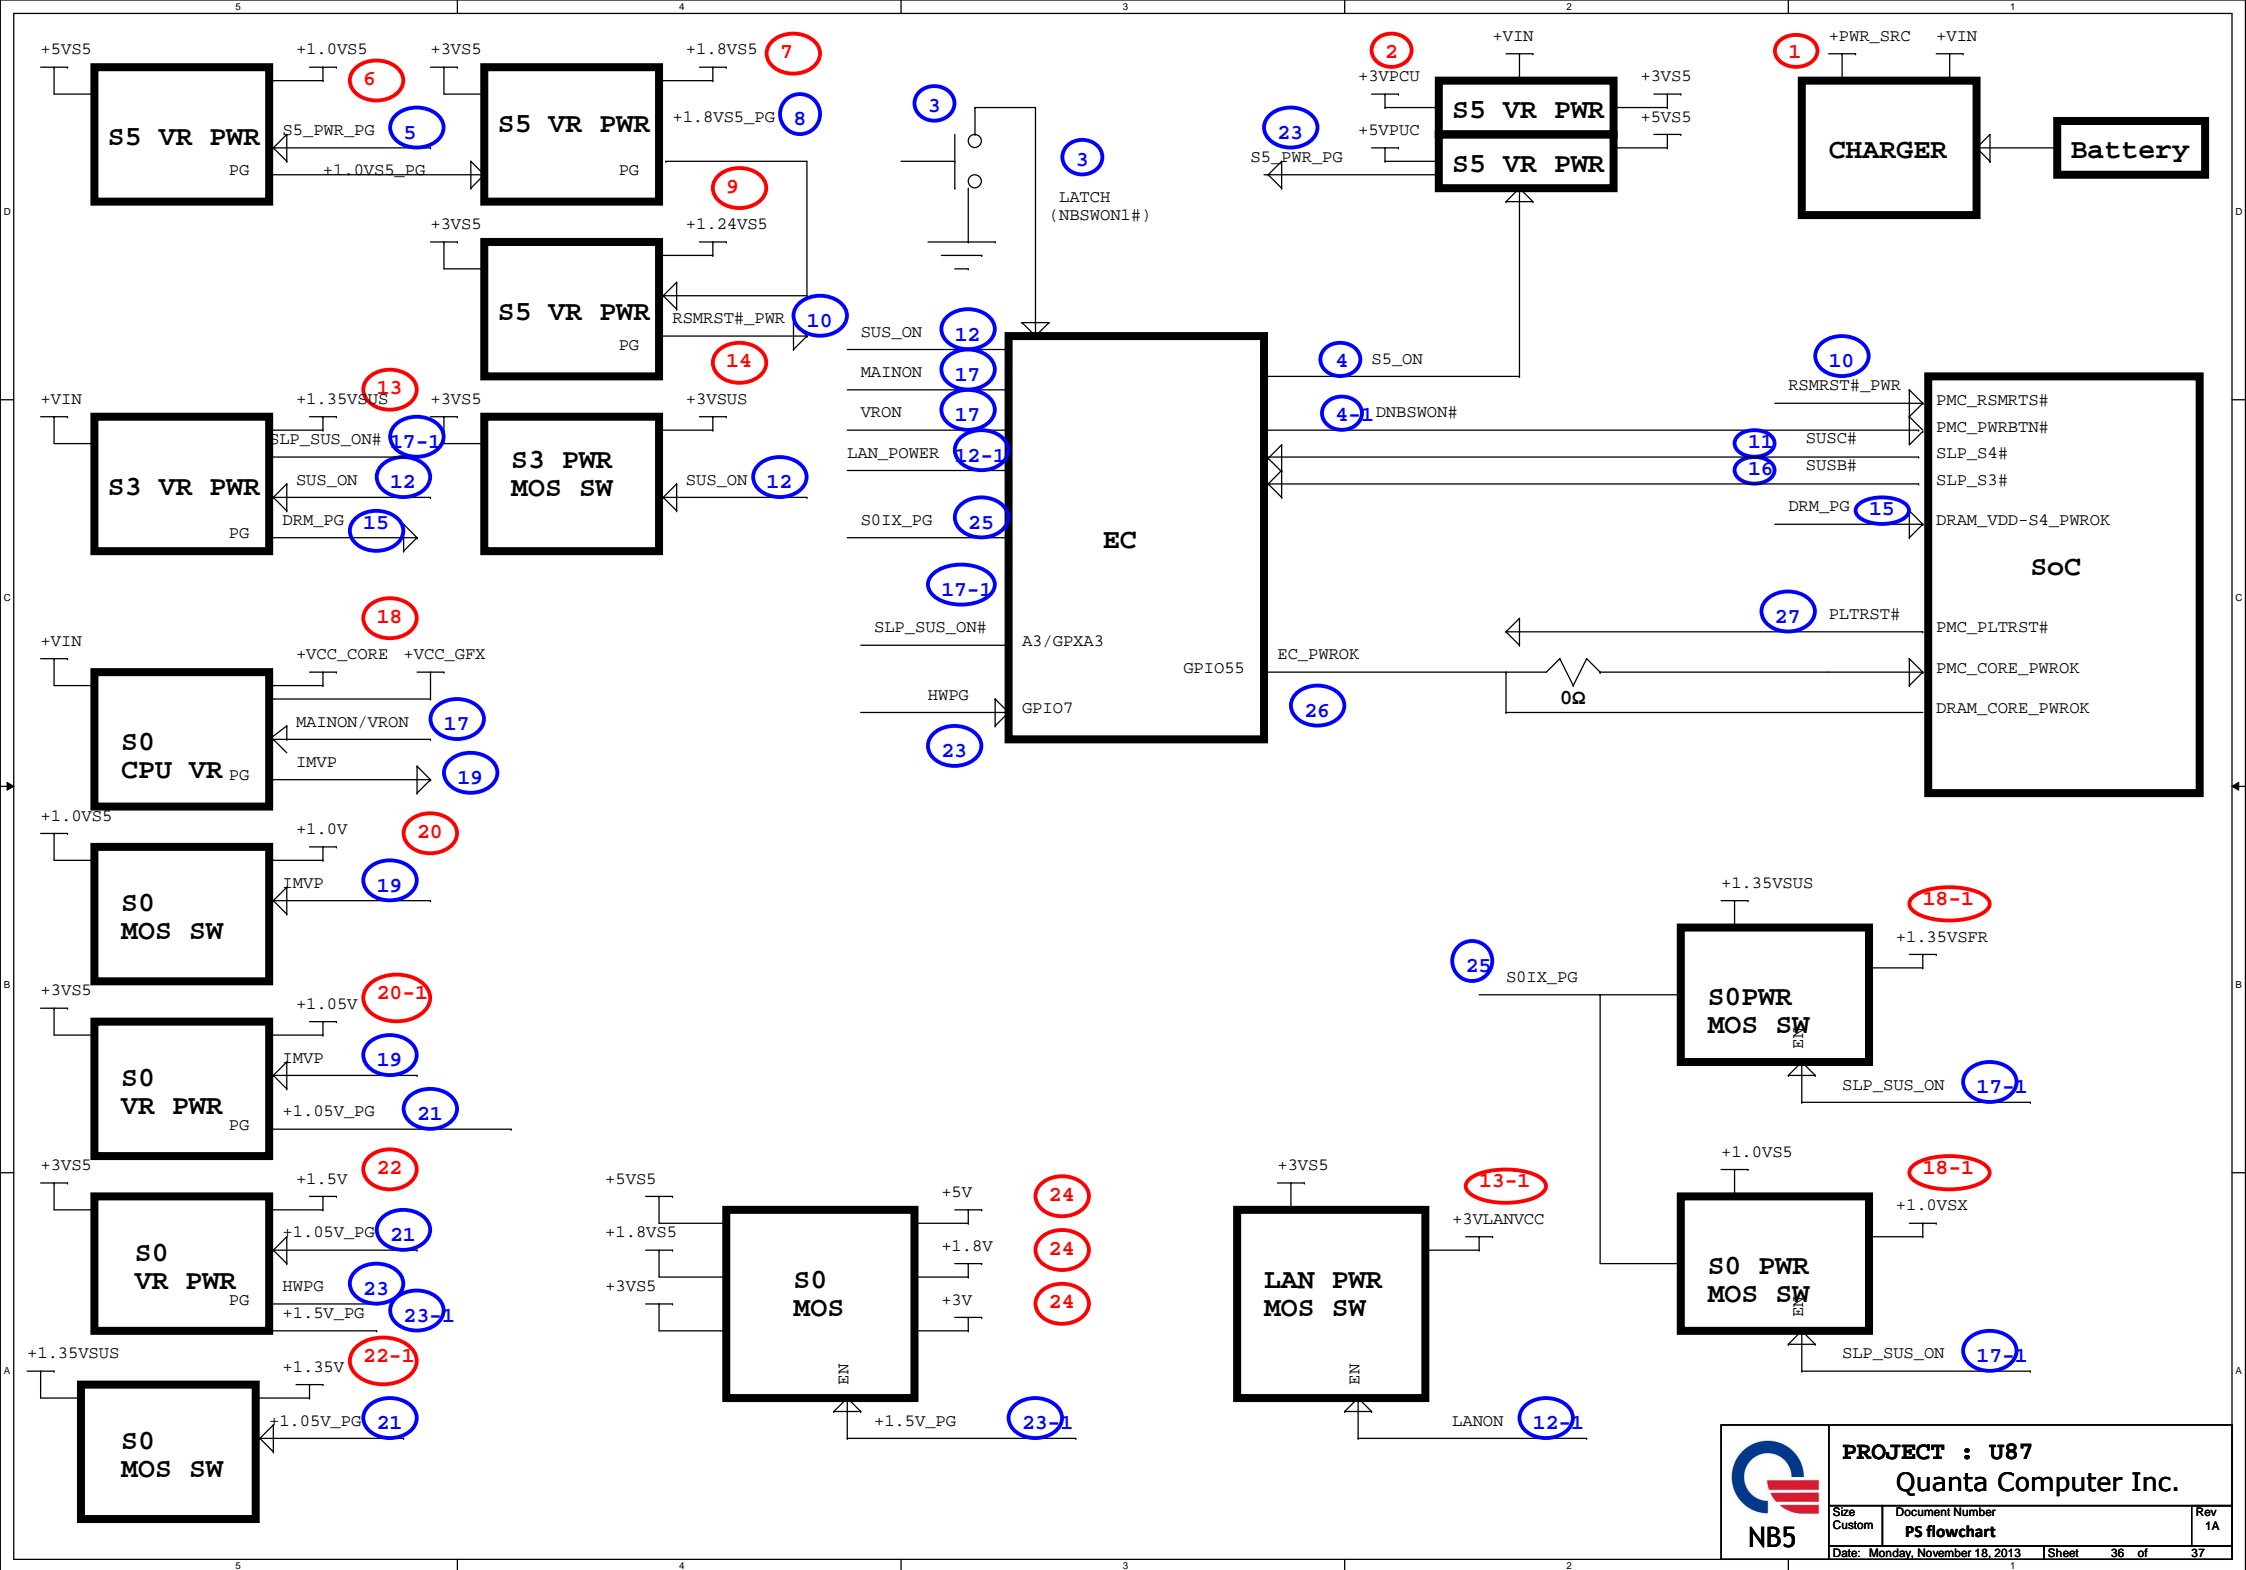 5
4
3
2
1
+5VS5
+1.0VS5
6
S5 VR PWR
S5_PWR_PG
5
PG
+1.0VS5_PG
+3VS5
+1.8VS5
7
S5 VR PWR
+1.8VS5_PG
8
PG
9
+3VS5
+1.24VS5
S5 VR PWR
RSMRST#_PWR
10
PG
14
3
3
LATCH
(NBSWON1#)
2
+VIN
+3VPCU
+3VS5
S5 VR PWR
+5VPUC
+5VS5
S5 VR PWR
23
S5_PWR_PG
1
+PWR_SRC
+VIN
CHARGER
Battery
D
D
+VIN
13
+1.35VSUS
SLP_SUS_ON#
17-1
S3 VR PWR
SUS_ON
12
DRM_PG
15
PG
+3VS5
+3VSUS
S3 PWR
MOS SW
SUS_ON
12
SUS_ON
12
MAINON
17
VRON
17
LAN_POWER
12-1
S0IX_PG
25
17-1
SLP_SUS_ON#
A3/GPXA3
HWPG
GPIO7
23
EC
GPIO55
4
S5_ON
4-1
DNBSWON#
EC_PWROK
26
0Ω
10
RSMRST#_PWR
PMC_RSMRTS#
PMC_PWRBTN#
11
SUSC#
SLP_S4#
16
SUSB#
SLP_S3#
DRM_PG
15
DRAM_VDD-S4_PWROK
SoC
27
PLTRST#
PMC_PLTRST#
PMC_CORE_PWROK
DRAM_CORE_PWROK
C
C
18
+VIN
+VCC_CORE
+VCC_GFX
MAINON/VRON
17
S0
CPU VR
PG
IMVP
19
+1.0VS5
+1.0V
20
IMVP
19
S0
MOS SW
+3VS5
+1.05V
20-1
IMVP
19
S0
VR PWR
PG
+1.05V_PG
21
B
B
+3VS5
+1.5V
22
+1.05V_PG
21
S0
VR PWR
PG
HWPG
23
+1.5V_PG
23-1
+1.35VSUS
+1.35V
22-1
+1.05V_PG
21
S0
MOS SW
+5VS5
+5V
24
+1.8VS5
+1.8V
24
+3VS5
+3V
24
S0
MOS
EN
+1.5V_PG
23-1
+3VS5
13-1
+3VLANVCC
LAN PWR
MOS SW
EN
LANON
12-1
+1.35VSUS
18-1
+1.35VSFR
25
S0IX_PG
S0PWR
MOS SW
EN
SLP_SUS_ON
17-1
+1.0VS5
18-1
+1.0VSX
S0 PWR
MOS SW
EN
SLP_SUS_ON
17-1
A
A
NB5
PROJECT : U87
Quanta Computer Inc.
Size
Custom
Document Number
PS flowchart
Rev
1A
Date: Monday, November 18, 2013
Sheet 36 of 37
5
4
3
2
1